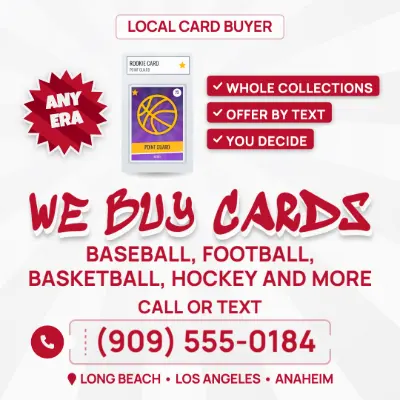 LOCAL CARD BUYER
ROOKIE CARD
POINT GUARD
ANY ERA
POINT GUARD
WHOLE COLLECTIONS
OFFER BY TEXT
YOU DECIDE
WE BUY CARDS
BASEBALL, FOOTBALL,
BASKETBALL, HOCKEY AND MORE
CALL OR TEXT
(909) 555-0184
LONG BEACH • LOS ANGELES • ANAHEIM